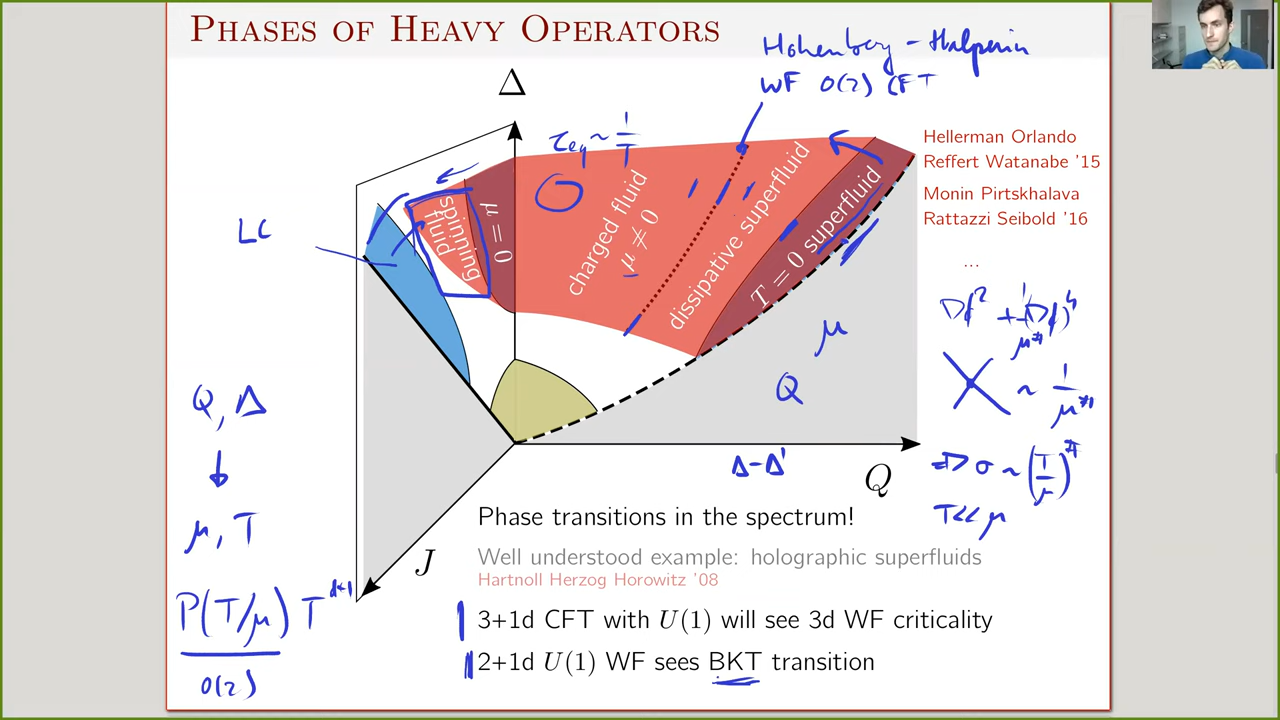 PHASES OF HEAVY OPERATORS
Hohenberg - Halperin
WF O(2) CFT
Δ
τeq ~ 1/T
Hellerman Orlando
Reffert Watanabe '15
Monin Pirtskhalava
Rattazzi Seibold '16
...
LC
spinning
fluid
μ = 0
charged fluid
μ ≠ 0
dissipative superfluid
T = 0 superfluid
μ
Q
Q, Δ
μ, T
P(T/μ) T^{d+1}
O(2)
Δ-Δ'
Q
J
~ 1/μ^#
⇒ σ ~ (T/μ)^#
T<<μ
Phase transitions in the spectrum!
Well understood example: holographic superfluids
Hartnoll Herzog Horowitz '08
3+1d CFT with U(1) will see 3d WF criticality
2+1d U(1) WF sees BKT transition